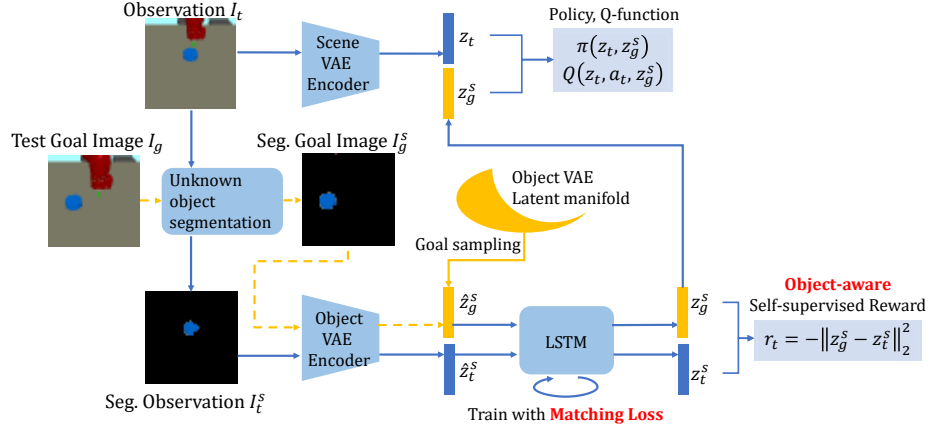 Observation I_t
Scene
VAE
Encoder
z_t
z_g^s
Policy, Q-function
π(z_t, z_g^s)
Q(z_t, a_t, z_g^s)
Test Goal Image I_g
Seg. Goal Image I_g^s
Unknown
object
segmentation
Object VAE
Latent manifold
Goal sampling
Object
VAE
Encoder
ẑ_g^s
ẑ_t^s
LSTM
z_g^s
z_t^s
Object-aware
Self-supervised Reward
r_t = −‖z_g^s − z_t^s‖_2^2
Seg. Observation I_t^s
Train with Matching Loss